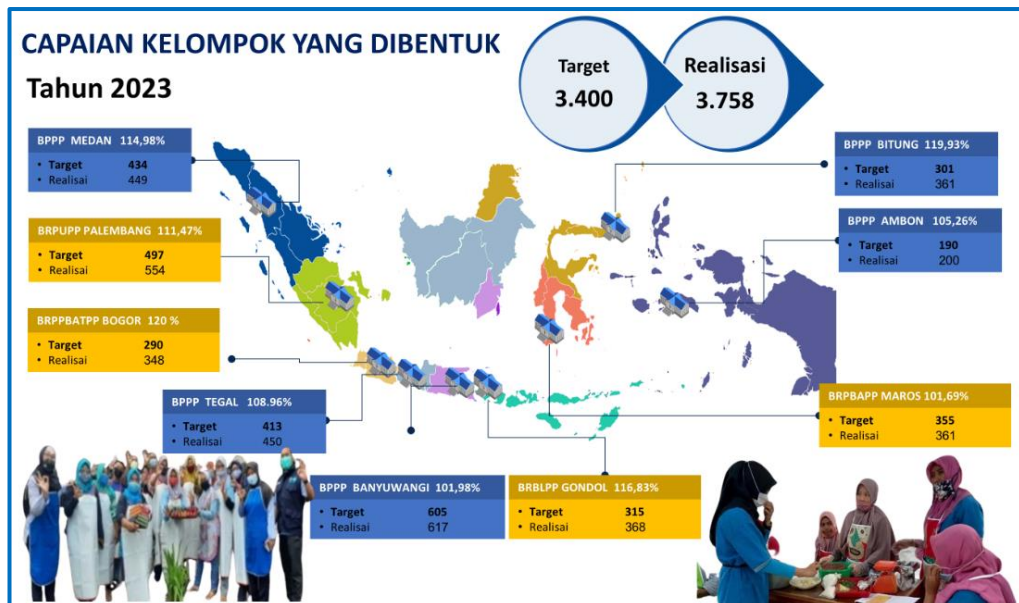 CAPAIAN KELOMPOK YANG DIBENTUK
Tahun 2023
Target
3.400
Realisasi
3.758
BPPP MEDAN 114,98%
• Target 434
• Realisai 449
BRPUPP PALEMBANG 111,47%
• Target 497
• Realisai 554
BRPPBATPP BOGOR 120 %
• Target 290
• Realisai 348
BPPP TEGAL 108.96%
• Target 413
• Realisai 450
BPPP BANYUWANGI 101,98%
• Target 605
• Realisai 617
BRBLPP GONDOL 116,83%
• Target 315
• Realisai 368
BPPP BITUNG 119,93%
• Target 301
• Realisai 361
BPPP AMBON 105,26%
• Target 190
• Realisai 200
BRPBAPP MAROS 101,69%
• Target 355
• Realisai 361